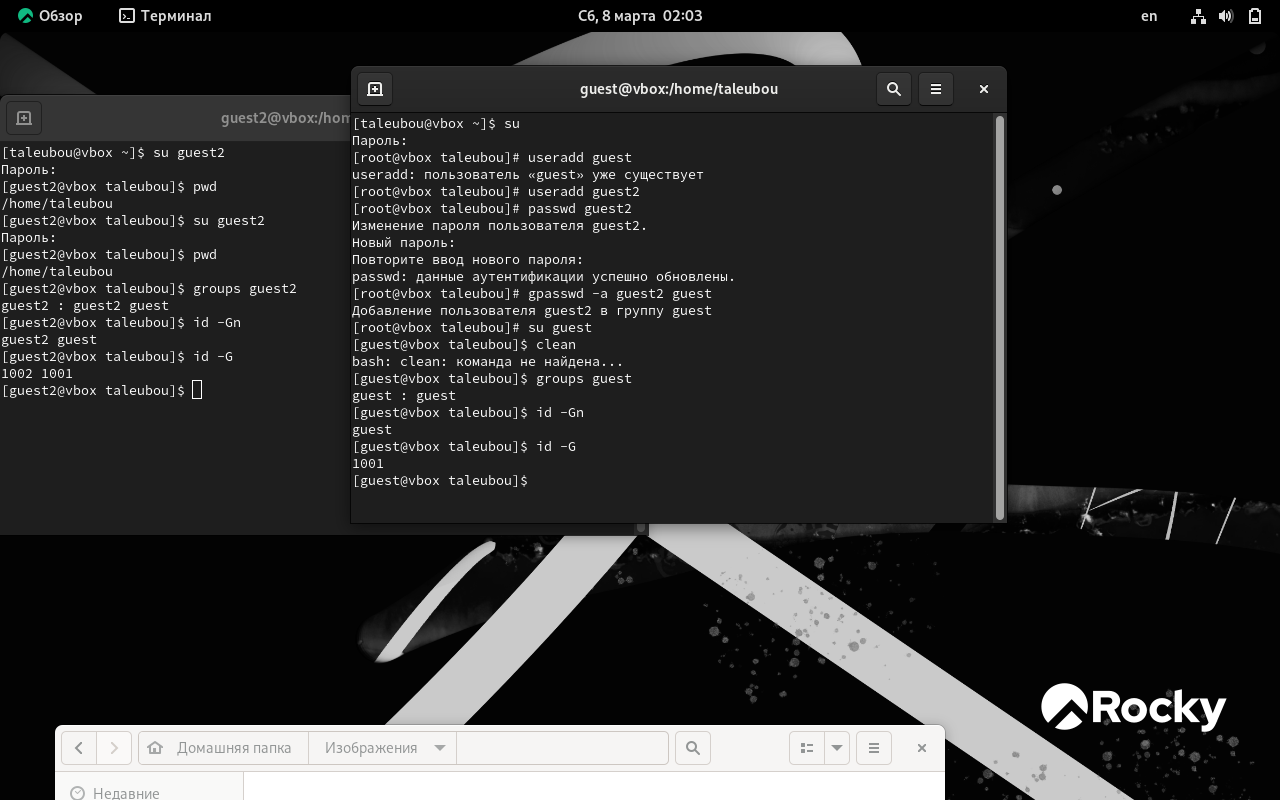 Обзор
Терминал
Сб, 8 марта 02:03
en
guest2@vbox:/hom
[taleubou@vbox ~]$ su guest2
Пароль:
[guest2@vbox taleubou]$ pwd
/home/taleubou
[guest2@vbox taleubou]$ su guest2
Пароль:
[guest2@vbox taleubou]$ pwd
/home/taleubou
[guest2@vbox taleubou]$ groups guest2
guest2 : guest2 guest
[guest2@vbox taleubou]$ id -Gn
guest2 guest
[guest2@vbox taleubou]$ id -G
1002 1001
[guest2@vbox taleubou]$
guest@vbox:/home/taleubou
[taleubou@vbox ~]$ su
Пароль:
[root@vbox taleubou]# useradd guest
useradd: пользователь «guest» уже существует
[root@vbox taleubou]# useradd guest2
[root@vbox taleubou]# passwd guest2
Изменение пароля пользователя guest2.
Новый пароль:
Повторите ввод нового пароля:
passwd: данные аутентификации успешно обновлены.
[root@vbox taleubou]# gpasswd -a guest2 guest
Добавление пользователя guest2 в группу guest
[root@vbox taleubou]# su guest
[guest@vbox taleubou]$ clean
bash: clean: команда не найдена...
[guest@vbox taleubou]$ groups guest
guest : guest
[guest@vbox taleubou]$ id -Gn
guest
[guest@vbox taleubou]$ id -G
1001
[guest@vbox taleubou]$
Rocky
Домашняя папка
Изображения
Недавние